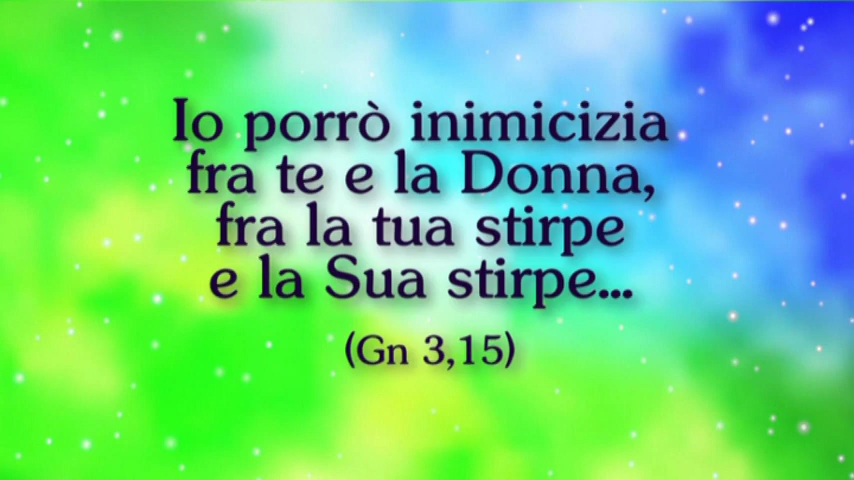 Io porrò inimicizia
fra te e la Donna,
fra la tua stirpe
e la Sua stirpe...
(Gn 3,15)